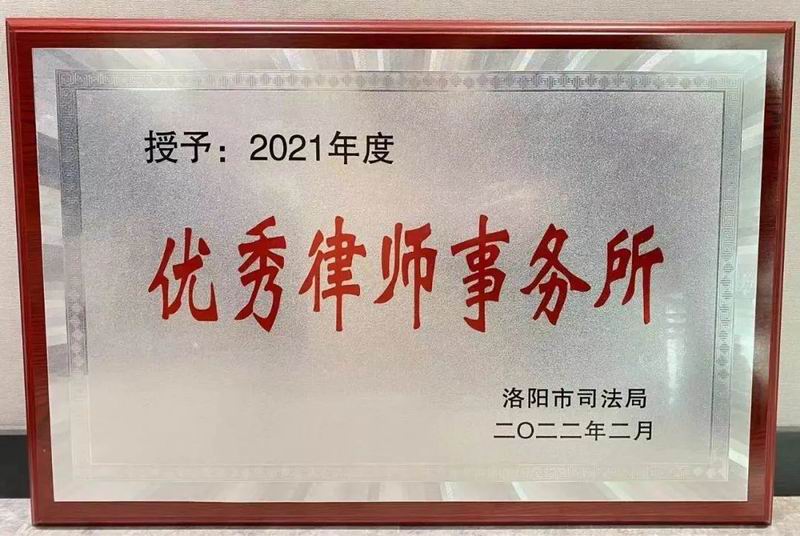 授予：2021年度
优秀律师事务所
洛阳市司法局
二〇二二年二月